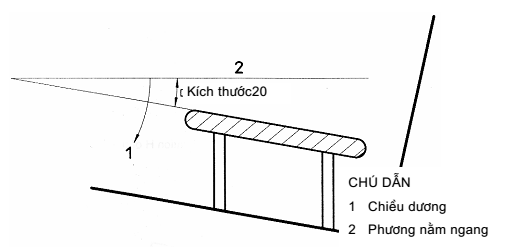 2
Kích thước20
1
CHÚ DẪN
1 Chiều dương
2 Phương nằm ngang